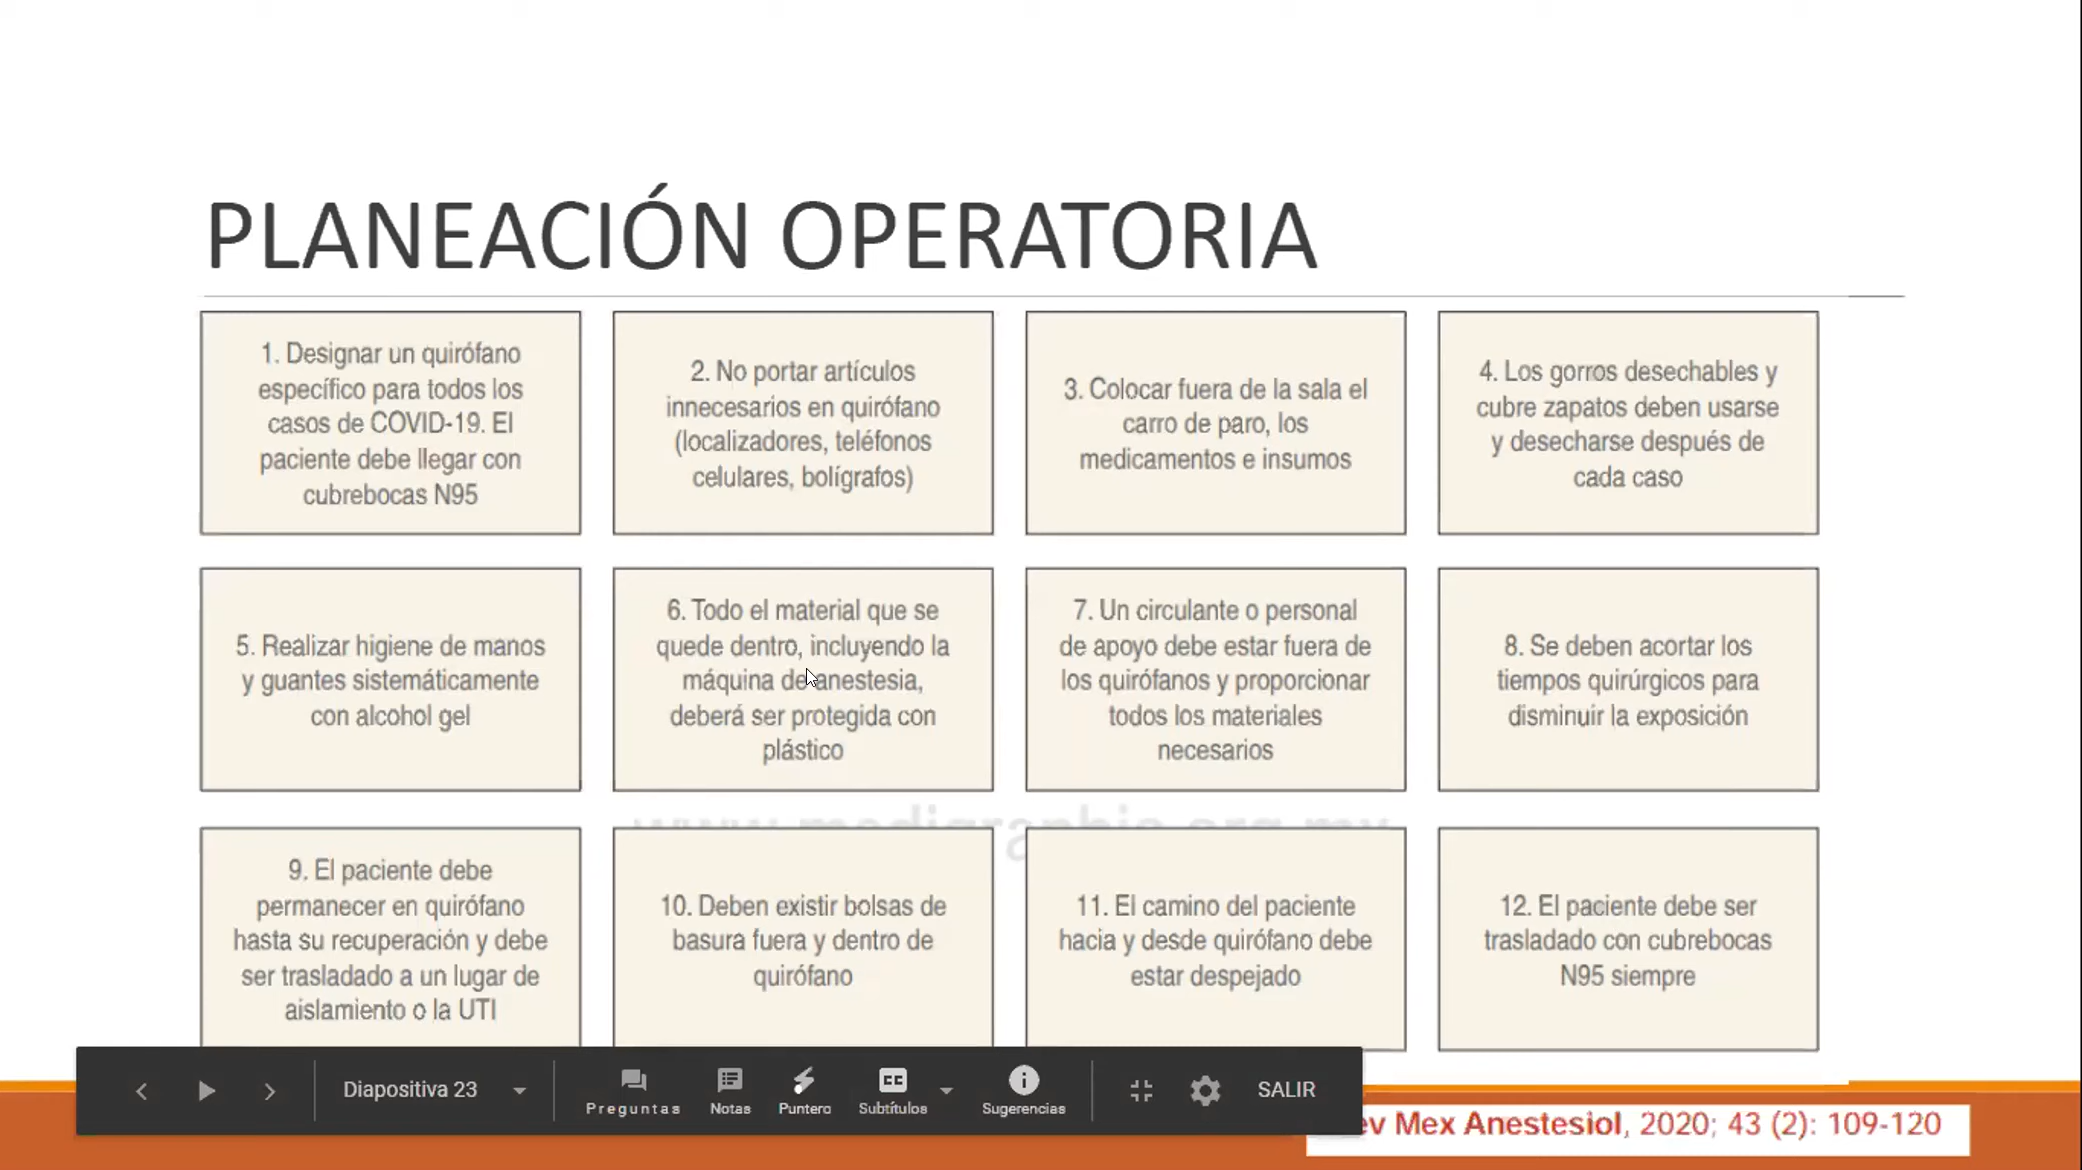 PLANEACIÓN OPERATORIA
1. Designar un quirófano
específico para todos los
casos de COVID-19. El
paciente debe llegar con
cubrebocas N95
2. No portar artículos
innecesarios en quirófano
(localizadores, teléfonos
celulares, bolígrafos)
3. Colocar fuera de la sala el
carro de paro, los
medicamentos e insumos
4. Los gorros desechables y
cubre zapatos deben usarse
y desecharse después de
cada caso
5. Realizar higiene de manos
y guantes sistemáticamente
con alcohol gel
6. Todo el material que se
quede dentro, incluyendo la
máquina de anestesia,
deberá ser protegida con
plástico
7. Un circulante o personal
de apoyo debe estar fuera de
los quirófanos y proporcionar
todos los materiales
necesarios
8. Se deben acortar los
tiempos quirúrgicos para
disminuir la exposición
www.medigraphic.org.mx
9. El paciente debe
permanecer en quirófano
hasta su recuperación y debe
ser trasladado a un lugar de
aislamiento o la UTI
10. Deben existir bolsas de
basura fuera y dentro de
quirófano
11. El camino del paciente
hacia y desde quirófano debe
estar despejado
12. El paciente debe ser
trasladado con cubrebocas
N95 siempre
Diapositiva 23
Preguntas
Notas
Puntero
CC
Subtítulos
Sugerencias
SALIR
ev Mex Anestesiol, 2020; 43 (2): 109-120